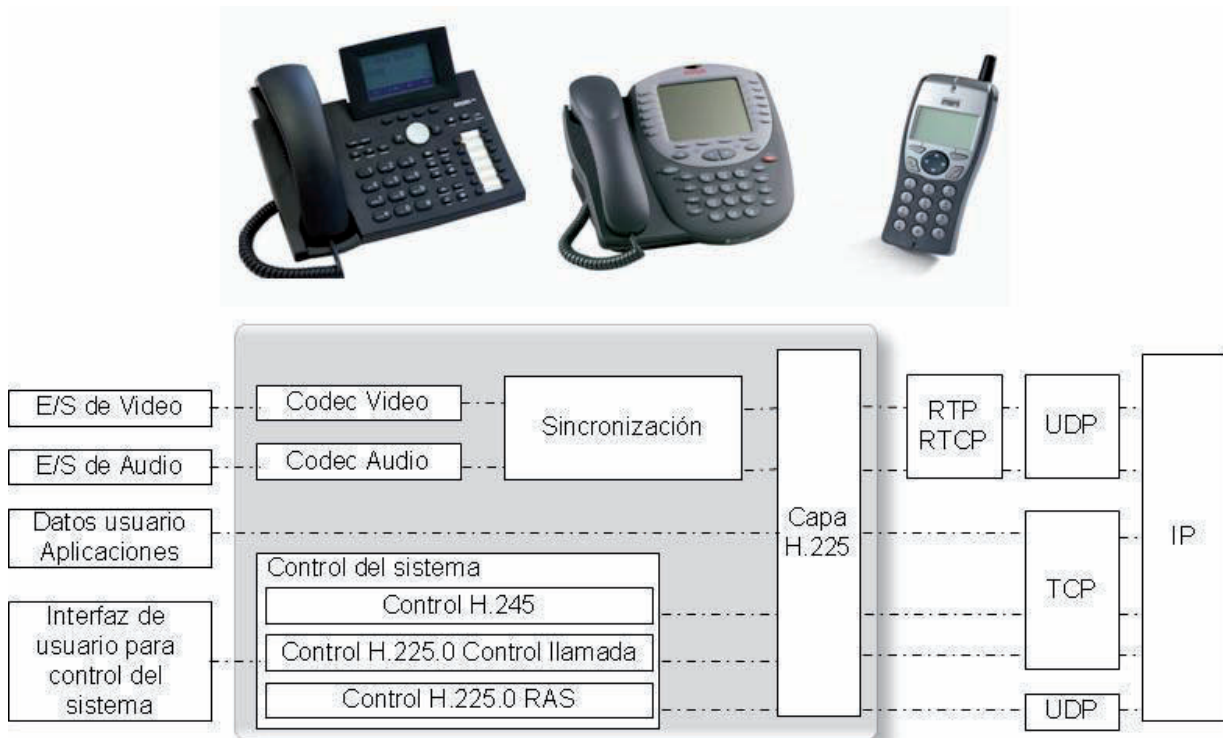 E/S de Video
Codec Video
Sincronización
Capa
H.225
RTP
RTCP
UDP
IP
E/S de Audio
Codec Audio
Datos usuario
Aplicaciones
TCP
Control del sistema
Control H.245
Control H.225.0 Control llamada
Control H.225.0 RAS
Interfaz de
usuario para
control del
sistema
UDP